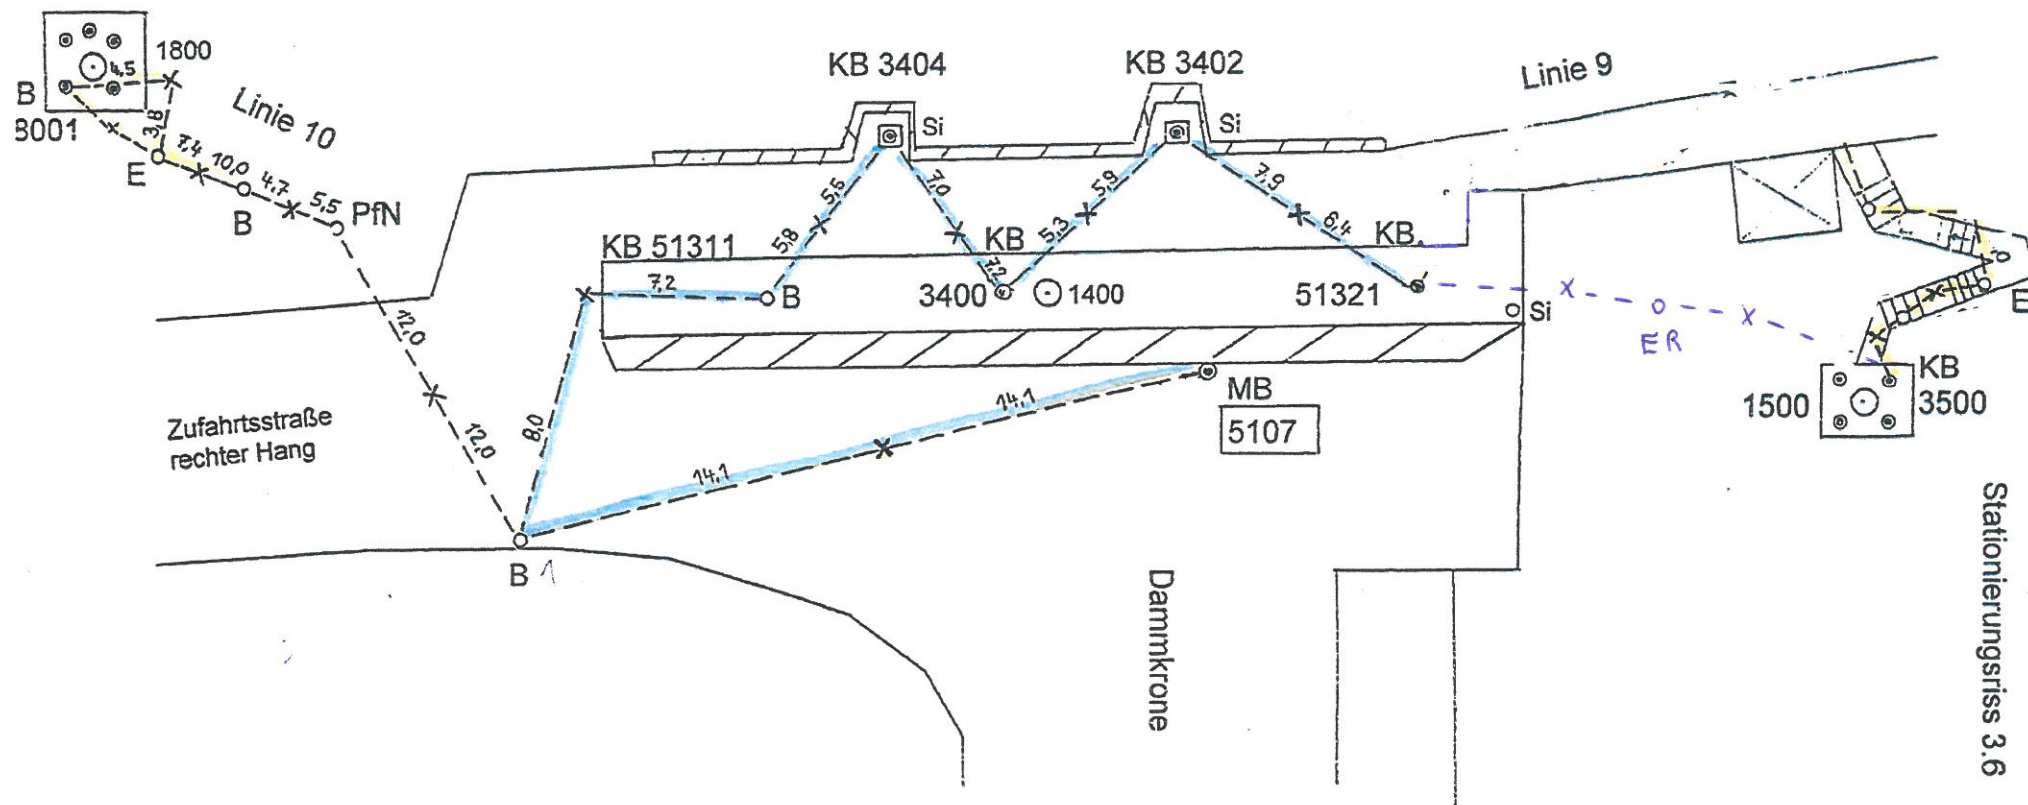 1800
4,5
B
3001
3,8
Linie 10
E
7,4
10,0
B
4,7
5,5
PfN
12,0
12,0
Zufahrtsstraße
rechter Hang
B 1
8,0
KB 51311
7,2
B
5,8
5,5
KB 3404
Si
7,0
7,2
KB
3400
1400
5,3
5,9
KB 3402
Si
7,9
6,4
KB
51321
Si
Linie 9
X
ER
X
E
KB
1500
3500
14,1
14,1
MB
5107
Dammkrone
Stationierungsriss 3.6